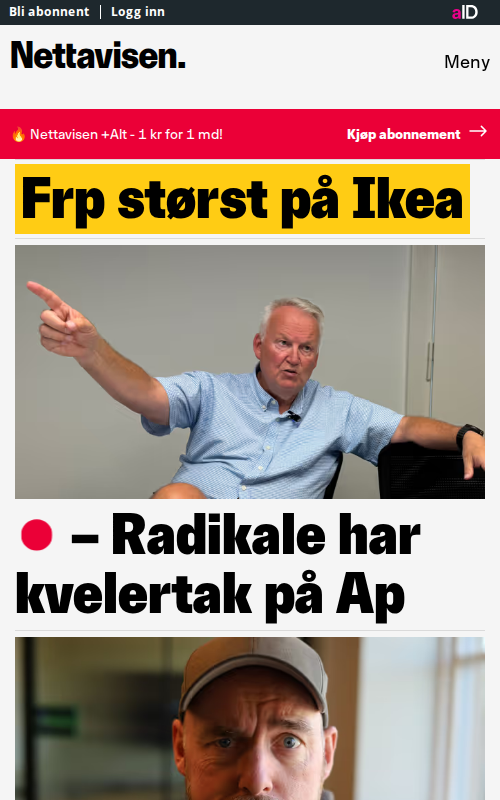 Bli abonnent | Logg inn
aID
Nettavisen.
Meny
🔥 Nettavisen +Alt - 1 kr for 1 md!
Kjøp abonnement →
Frp størst på Ikea
– Radikale har
kvelertak på Ap